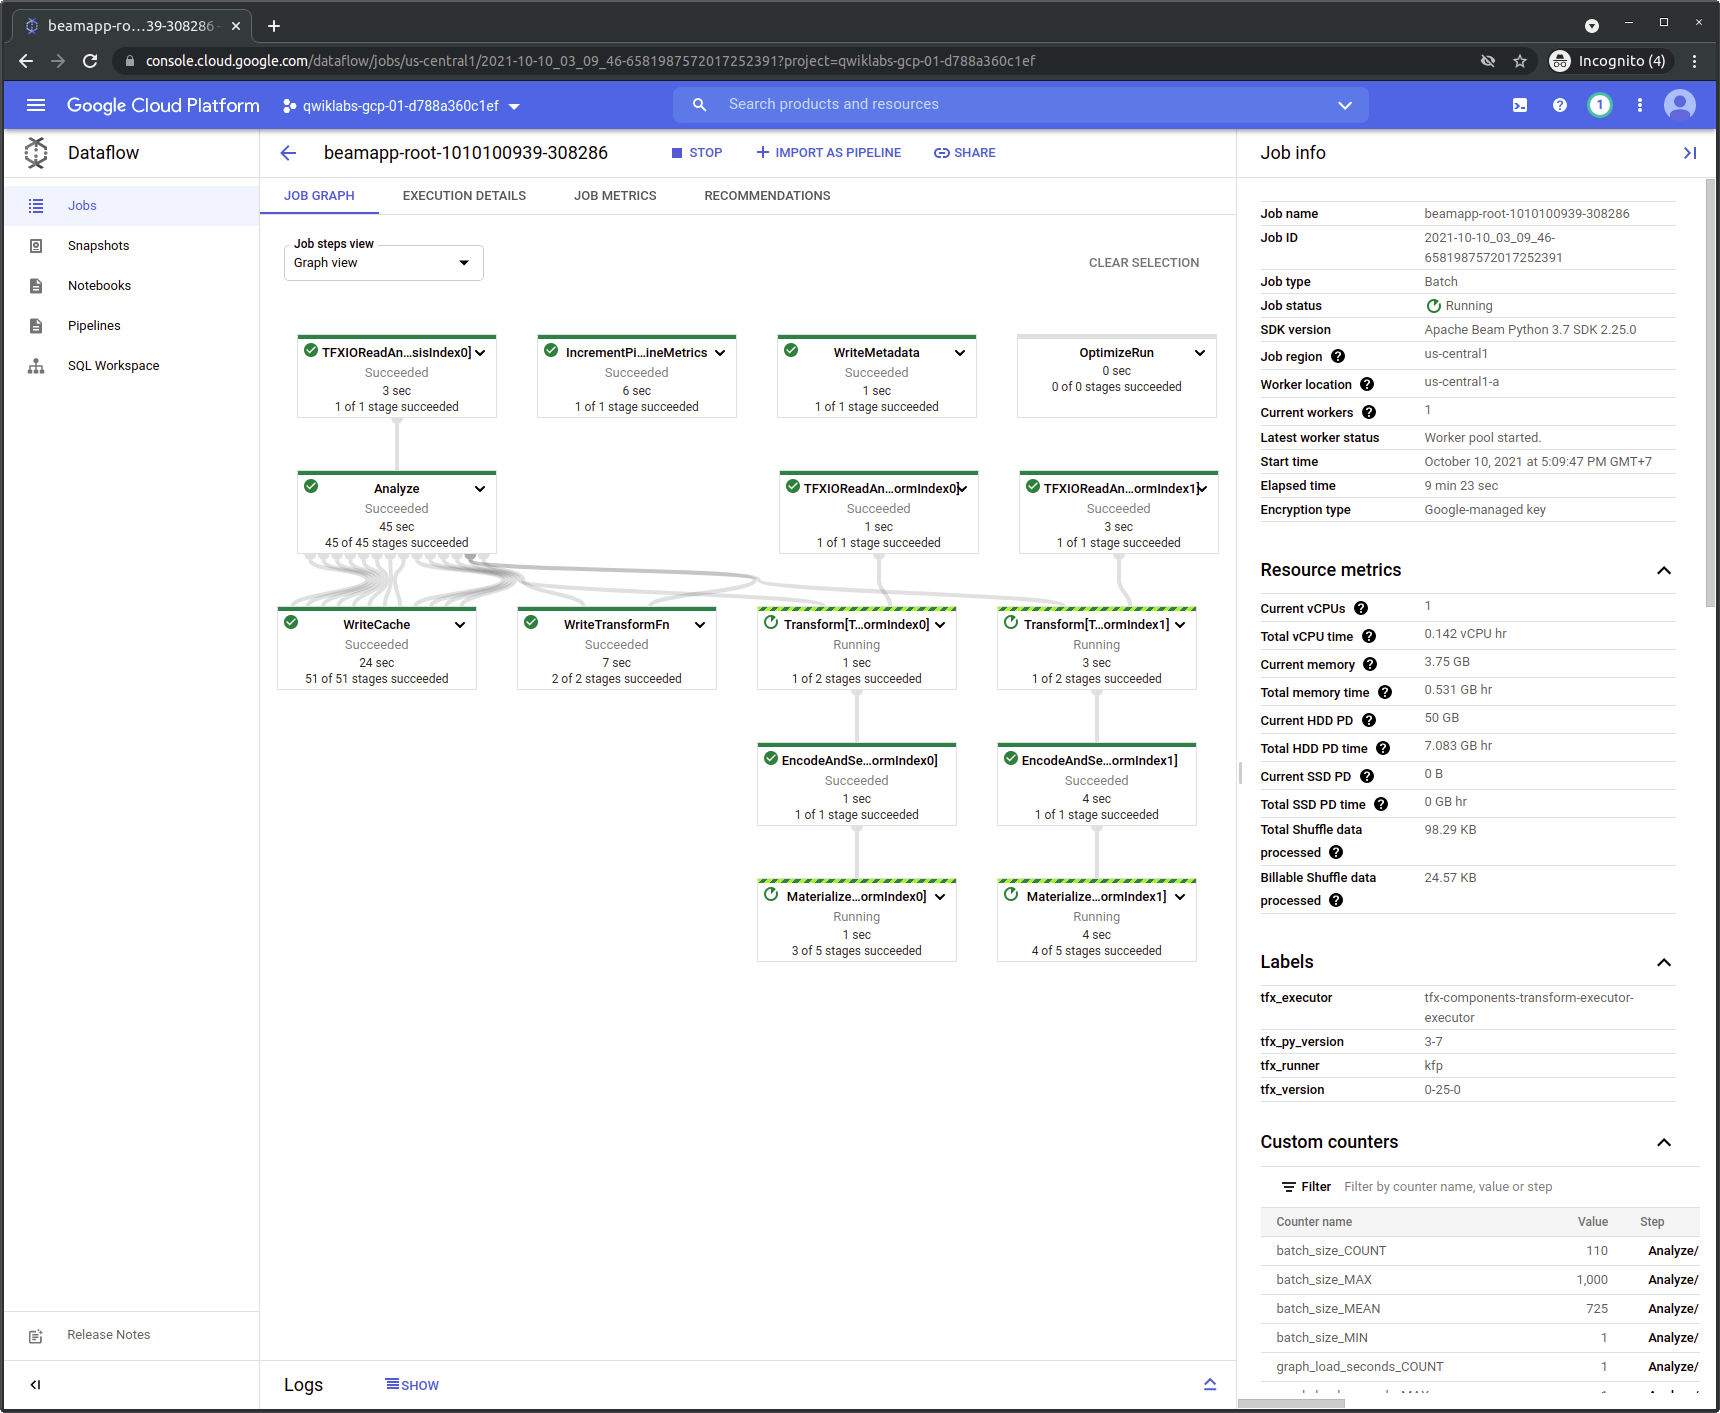 beamapp-ro…39-308286
console.cloud.google.com/dataflow/jobs/us-central1/2021-10-10_03_09_46-6581987572017252391?project=qwiklabs-gcp-01-d788a360c1ef
Incognito (4)
Google Cloud Platform
qwiklabs-gcp-01-d788a360c1ef
Search products and resources
1
Dataflow
Jobs
Snapshots
Notebooks
Pipelines
SQL Workspace
Release Notes
beamapp-root-1010100939-308286
STOP
IMPORT AS PIPELINE
SHARE
JOB GRAPH
EXECUTION DETAILS
JOB METRICS
RECOMMENDATIONS
Job steps view
Graph view
CLEAR SELECTION
TFXIOReadAn…sisIndex0]
Succeeded
3 sec
1 of 1 stage succeeded
IncrementPi…ineMetrics
Succeeded
6 sec
1 of 1 stage succeeded
WriteMetadata
Succeeded
1 sec
1 of 1 stage succeeded
OptimizeRun
0 sec
0 of 0 stages succeeded
Analyze
Succeeded
45 sec
45 of 45 stages succeeded
TFXIOReadAn…ormIndex0]
Succeeded
1 sec
1 of 1 stage succeeded
TFXIOReadAn…ormIndex1]
Succeeded
3 sec
1 of 1 stage succeeded
WriteCache
Succeeded
24 sec
51 of 51 stages succeeded
WriteTransformFn
Succeeded
7 sec
2 of 2 stages succeeded
Transform[T…ormIndex0]
Running
1 sec
1 of 2 stages succeeded
Transform[T…ormIndex1]
Running
3 sec
1 of 2 stages succeeded
EncodeAndSe…ormIndex0]
Succeeded
1 sec
1 of 1 stage succeeded
EncodeAndSe…ormIndex1]
Succeeded
4 sec
1 of 1 stage succeeded
Materialize…ormIndex0]
Running
1 sec
3 of 5 stages succeeded
Materialize…ormIndex1]
Running
4 sec
4 of 5 stages succeeded
Logs
SHOW
Job info
Job name beamapp-root-1010100939-308286
Job ID 2021-10-10_03_09_46-
6581987572017252391
Job type Batch
Job status Running
SDK version Apache Beam Python 3.7 SDK 2.25.0
Job region us-central1
Worker location us-central1-a
Current workers 1
Latest worker status Worker pool started.
Start time October 10, 2021 at 5:09:47 PM GMT+7
Elapsed time 9 min 23 sec
Encryption type Google-managed key
Resource metrics
Current vCPUs 1
Total vCPU time 0.142 vCPU hr
Current memory 3.75 GB
Total memory time 0.531 GB hr
Current HDD PD 50 GB
Total HDD PD time 7.083 GB hr
Current SSD PD 0 B
Total SSD PD time 0 GB hr
Total Shuffle data 98.29 KB
processed
Billable Shuffle data 24.57 KB
processed
Labels
tfx_executor tfx-components-transform-executor-
executor
tfx_py_version 3-7
tfx_runner kfp
tfx_version 0-25-0
Custom counters
Filter Filter by counter name, value or step
Counter name Value Step
batch_size_COUNT 110 Analyze/
batch_size_MAX 1,000 Analyze/
batch_size_MEAN 725 Analyze/
batch_size_MIN 1 Analyze/
graph_load_seconds_COUNT 1 Analyze/